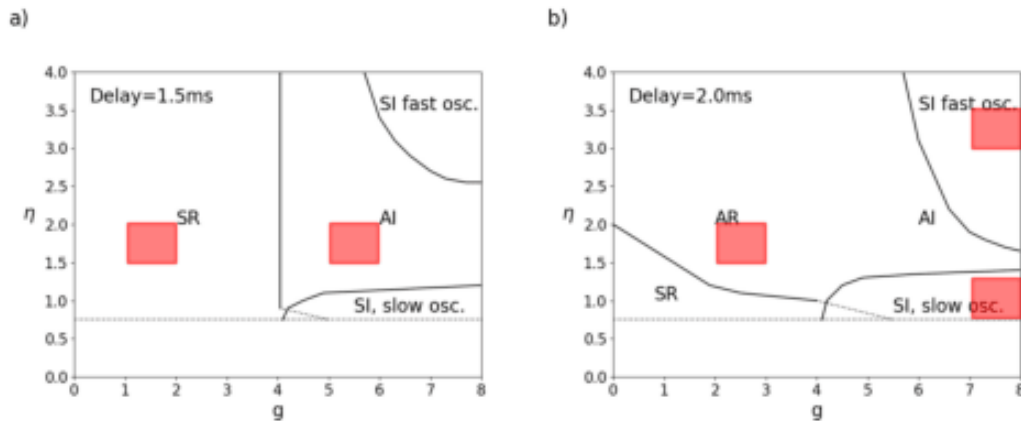 a)
b)
Delay=1.5ms
SI fast osc.
SR
AI
SI, slow osc.
η
4.0
3.5
3.0
2.5
2.0
1.5
1.0
0.5
0.0
0 1 2 3 4 5 6 7 8
g
Delay=2.0ms
SI fast osc.
AR
AI
SR
SI, slow osc.
η
4.0
3.5
3.0
2.5
2.0
1.5
1.0
0.5
0.0
0 1 2 3 4 5 6 7 8
g